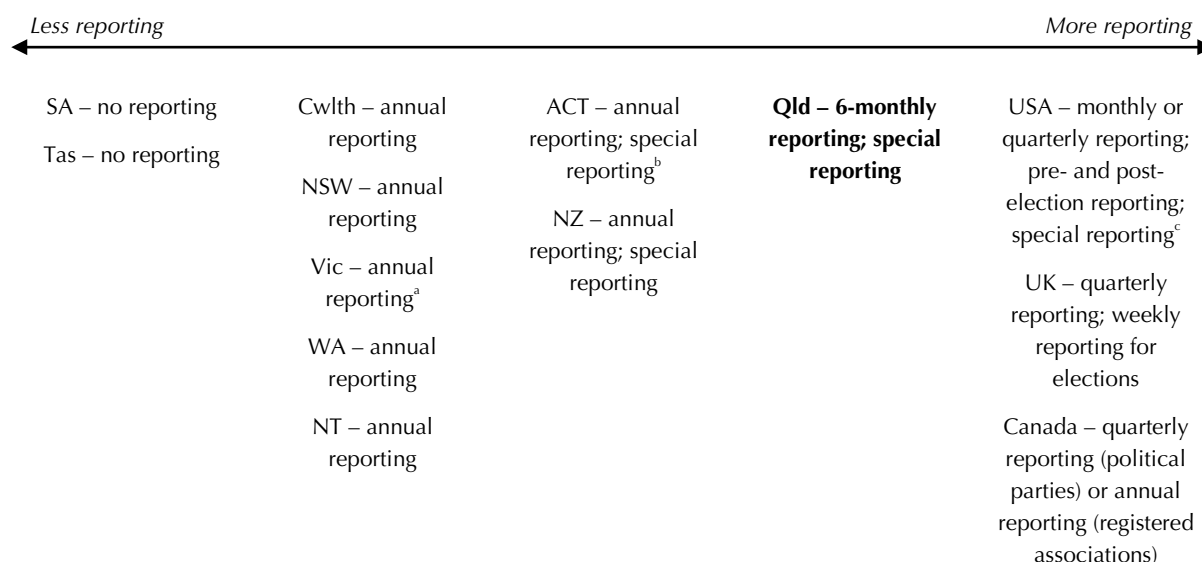 Less reporting
More reporting
SA – no reporting
Tas – no reporting
Cwlth – annual
reporting
NSW – annual
reporting
Vic – annual
reportingᵃ
WA – annual
reporting
NT – annual
reporting
ACT – annual
reporting; special
reportingᵇ
NZ – annual
reporting; special
reporting
Qld – 6-monthly
reporting; special
reporting
USA – monthly or
quarterly reporting;
pre- and post-
election reporting;
special reportingᶜ
UK – quarterly
reporting; weekly
reporting for
elections
Canada – quarterly
reporting (political
parties) or annual
reporting (registered
associations)